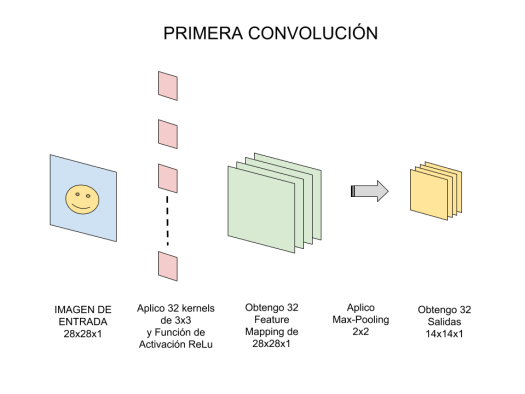 PRIMERA CONVOLUCIÓN
IMAGEN DE
ENTRADA
28x28x1
Aplico 32 kernels
de 3x3
y Función de
Activación ReLu
Obtengo 32
Feature
Mapping de
28x28x1
Aplico
Max-Pooling
2x2
Obtengo 32
Salidas
14x14x1